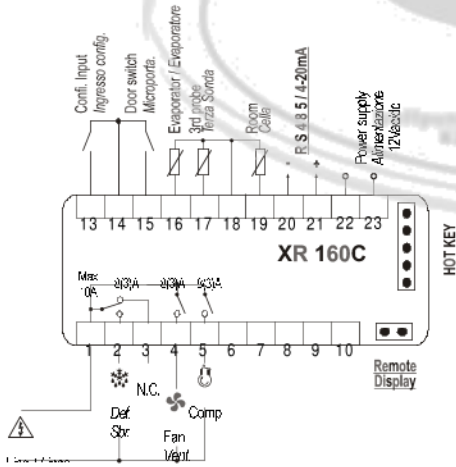 Confi. Input
Ingresso config.
Door switch
Microporta.
Evaporator / Evaporatore
3rd probe
Terza Sonda
Room
Cella
RS485/4-20mA
- +
Power supply
Alimentazione
12Vac/dc
13 14 15 16 17 18 19 20 21 22 23
XR 160C
HOT KEY
Max
10A
8(3)A 8(3)A
1 2 3 4 5 6 7 8 9 10
Remote
Display
N.C.
Def.
Sbr.
Fan
Vent.
Comp